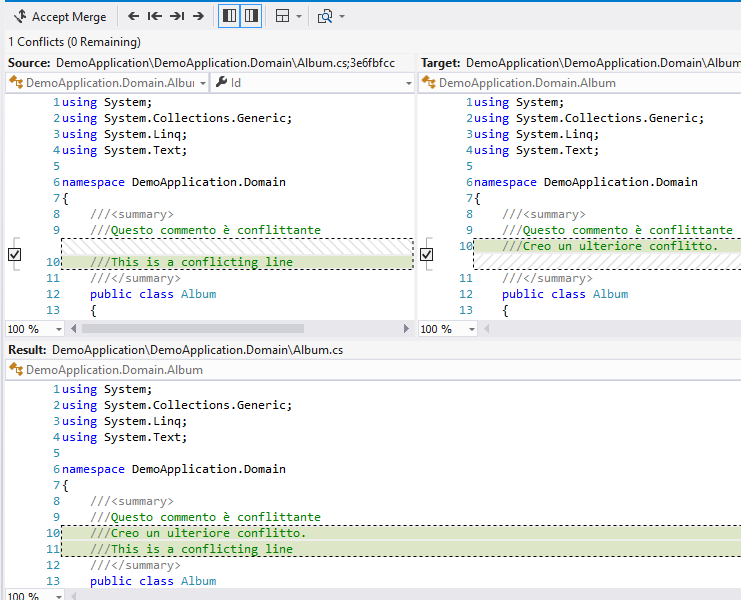 Accept Merge
1 Conflicts (0 Remaining)
Source: DemoApplication\DemoApplication.Domain\Album.cs;3e6fbfcc
DemoApplication.Domain.Albu
Id
1 using System;
2 using System.Collections.Generic;
3 using System.Linq;
4 using System.Text;
5
6 namespace DemoApplication.Domain
7 {
8 ///<summary>
9 ///Questo commento è conflittante
10 ///This is a conflicting line
11 ///</summary>
12 public class Album
13 {
100 %
Target: DemoApplication\DemoApplication.Domain\Album
DemoApplication.Domain.Album
1 using System;
2 using System.Collections.Generic;
3 using System.Linq;
4 using System.Text;
5
6 namespace DemoApplication.Domain
7 {
8 ///<summary>
9 ///Questo commento è conflittante
10 ///Creo un ulteriore conflitto.
11 ///</summary>
12 public class Album
13 {
100 %
Result: DemoApplication\DemoApplication.Domain\Album.cs
DemoApplication.Domain.Album
1 using System;
2 using System.Collections.Generic;
3 using System.Linq;
4 using System.Text;
5
6 namespace DemoApplication.Domain
7 {
8 ///<summary>
9 ///Questo commento è conflittante
10 ///Creo un ulteriore conflitto.
11 ///This is a conflicting line
12 ///</summary>
13 public class Album
100 %